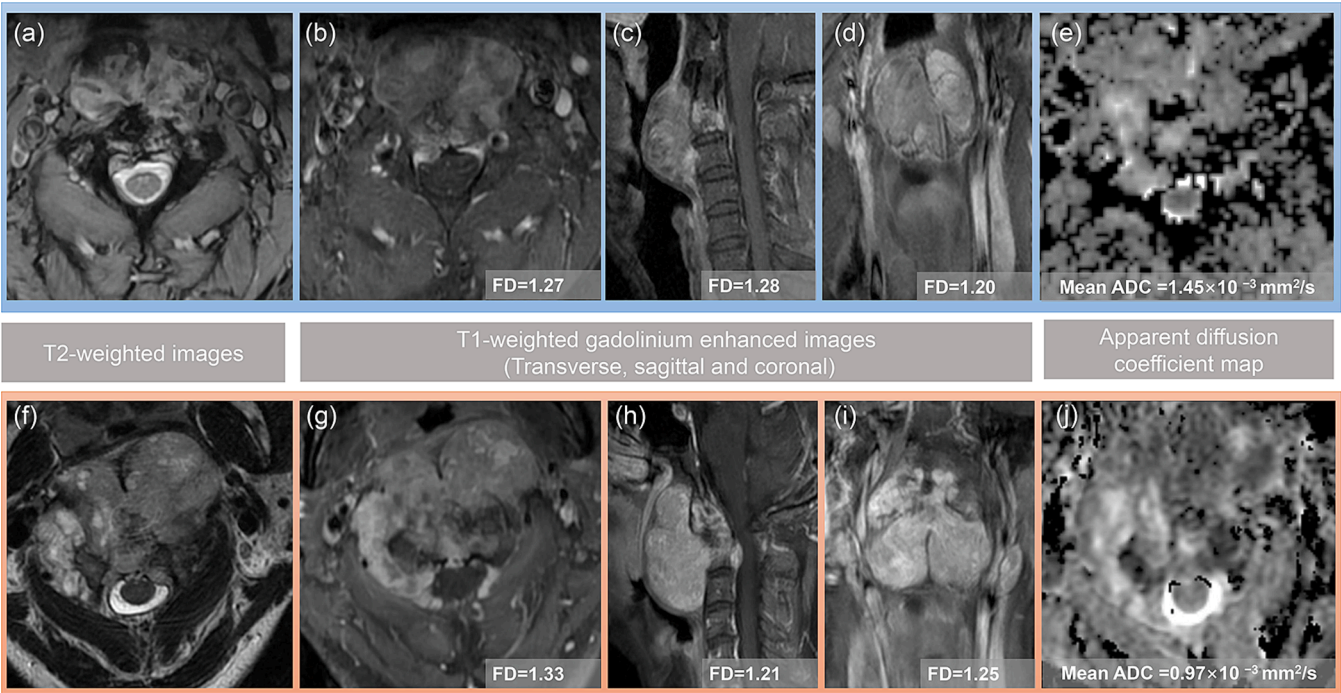 (a)
(b)
(c)
(d)
(e)
FD=1.27
FD=1.28
FD=1.20
Mean ADC =1.45×10 ⁻³ mm²/s
T2-weighted images
T1-weighted gadolinium enhanced images
(Transverse, sagittal and coronal)
Apparent diffusion
coefficient map
(f)
(g)
(h)
(i)
(j)
FD=1.33
FD=1.21
FD=1.25
Mean ADC =0.97×10 ⁻³ mm²/s